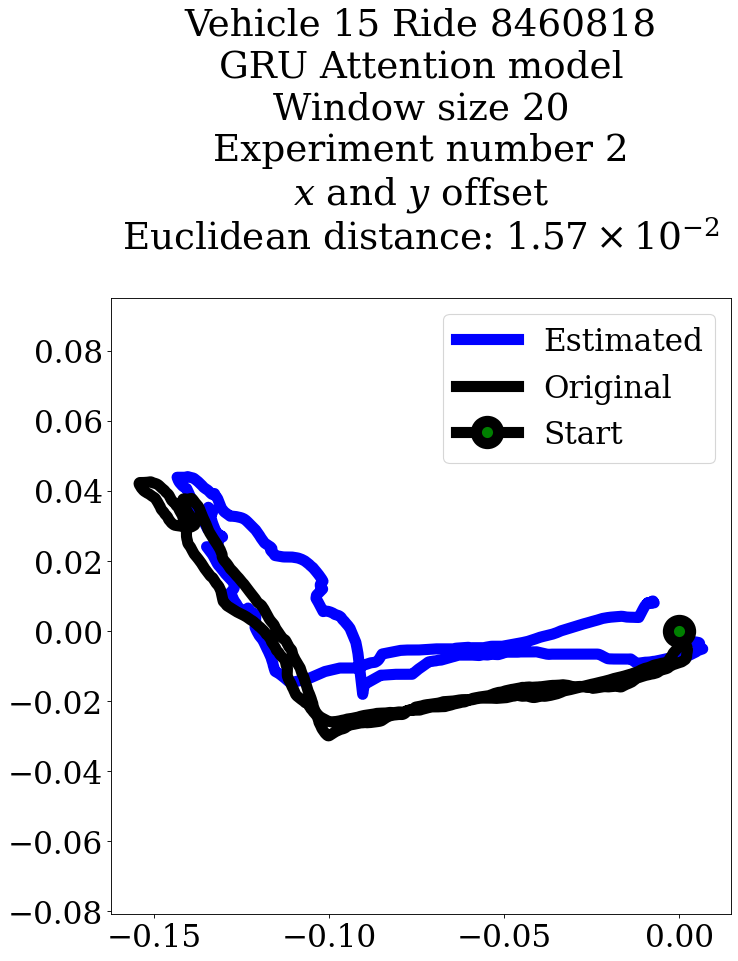 Vehicle 15 Ride 8460818
GRU Attention model
Window size 20
Experiment number 2
x and y offset
Euclidean distance: 1.57 × 10⁻²
Estimated
Original
Start
0.08
0.06
0.04
0.02
0.00
−0.02
−0.04
−0.06
−0.08
−0.15 −0.10 −0.05 0.00